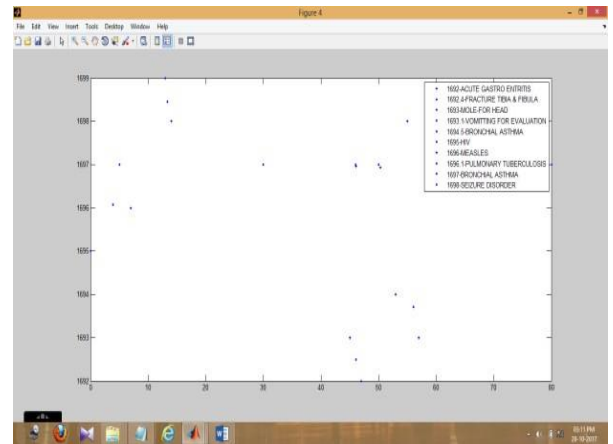 Figure 4
File Edit View Insert Tools Desktop Window Help
1699
1698
1697
1696
1695
1694
1693
1692
0 10 20 30 40 50 60 70 80
1692-ACUTE GASTRO ENTRITIS
1692.4-FRACTURE TIBIA & FIBULA
1693-MOLE-FOR HEAD
1693.1-VOMITTING FOR EVALUATION
1694.5-BRONCHIAL ASTHMA
1695-HIV
1696-MEASLES
1696.1-PULMONARY TUBERCULOSIS
1697-BRONCHIAL ASTHMA
1698-SEIZURE DISORDER